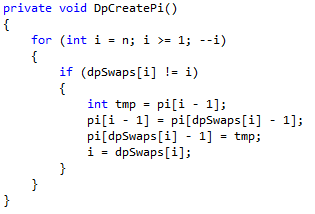 private void DpCreatePi()
{
    for (int i = n; i >= 1; --i)
    {
        if (dpSwaps[i] != i)
        {
            int tmp = pi[i - 1];
            pi[i - 1] = pi[dpSwaps[i] - 1];
            pi[dpSwaps[i] - 1] = tmp;
            i = dpSwaps[i];
        }
    }
}